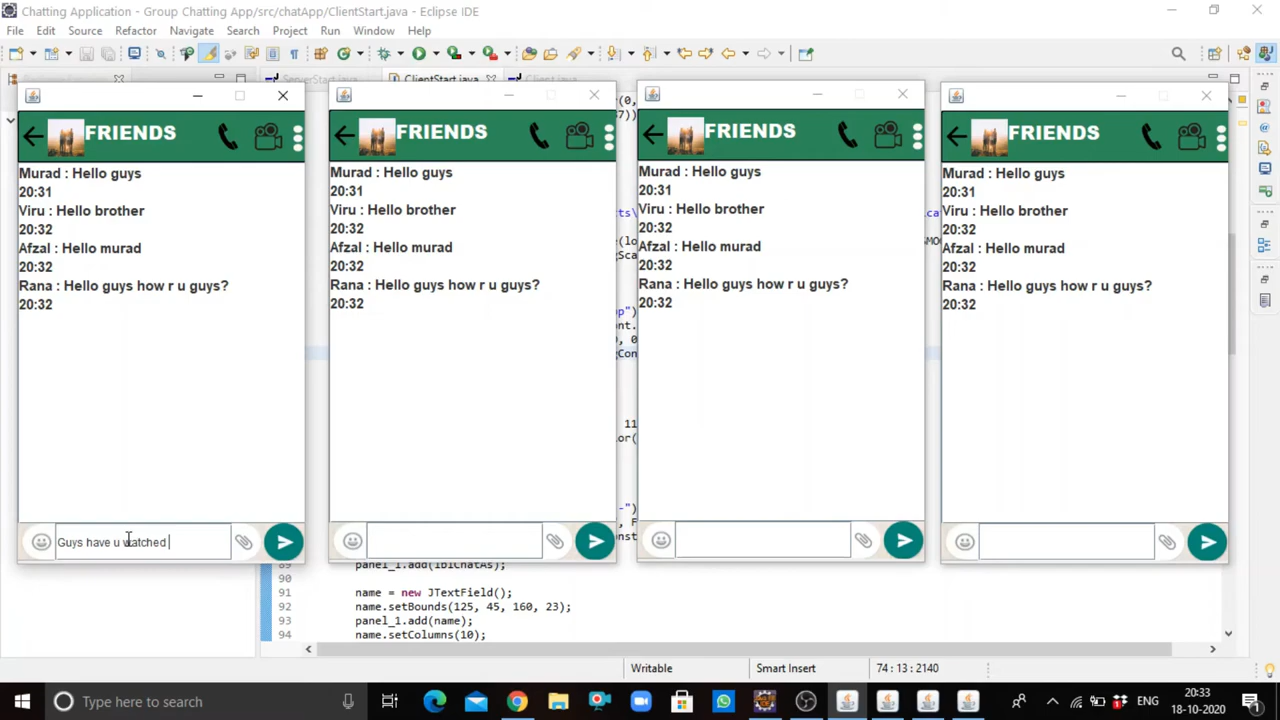 Chatting Application - Group Chatting App/src/chatApp/ClientStart.java - Eclipse IDE
File Edit Source Refactor Navigate Search Project Run Window Help
ServerStart.java ClientStart.java Client.java
FRIENDS
Murad : Hello guys
20:31
Viru : Hello brother
20:32
Afzal : Hello murad
20:32
Rana : Hello guys how r u guys?
20:32
Guys have u watched
FRIENDS
Murad : Hello guys
20:31
Viru : Hello brother
20:32
Afzal : Hello murad
20:32
Rana : Hello guys how r u guys?
20:32
FRIENDS
Murad : Hello guys
20:31
Viru : Hello brother
20:32
Afzal : Hello murad
20:32
Rana : Hello guys how r u guys?
20:32
FRIENDS
Murad : Hello guys
20:31
Viru : Hello brother
20:32
Afzal : Hello murad
20:32
Rana : Hello guys how r u guys?
20:32
89 panel_1.add(lblChatAs);
90
91 name = new JTextField();
92 name.setBounds(125, 45, 160, 23);
93 panel_1.add(name);
94 name.setColumns(10);
Writable Smart Insert 74 : 13 : 2140
Type here to search
ENG
20:33
18-10-2020